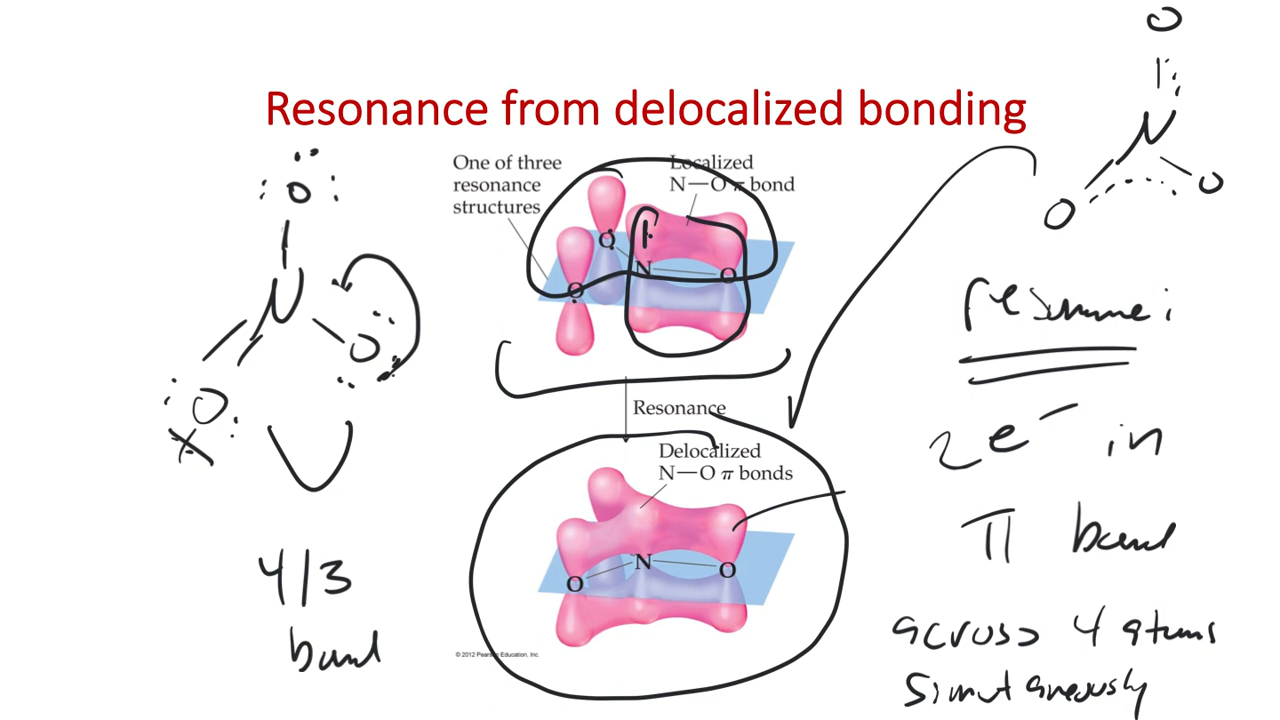 Resonance from delocalized bonding
One of three
resonance
structures
Localized
N—O π bond
O
N
O
O
Resonance
Delocalized
N—O π bonds
O
N
O
© 2012 Pearson Education, Inc.
O
N
O
O
4/3
bond
O
N
O
O
resonance:
2e⁻ in
π bond
across 4 atoms
simultaneously